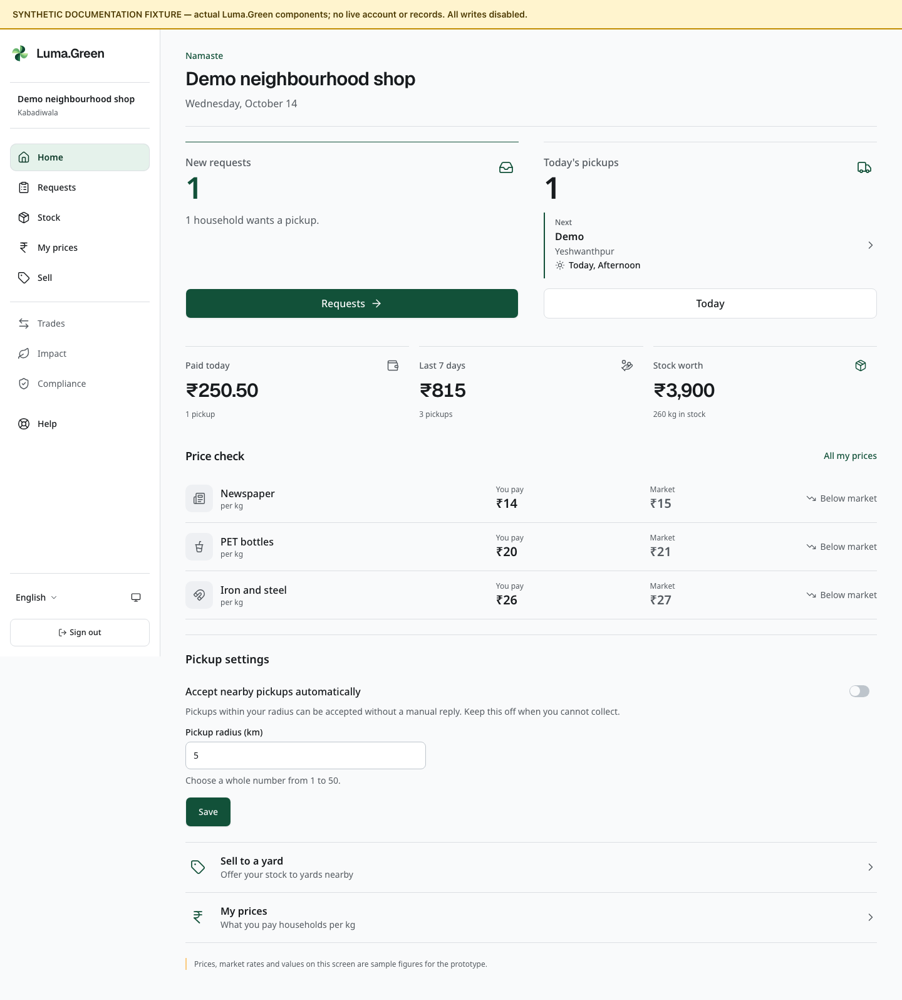 SYNTHETIC DOCUMENTATION FIXTURE — actual Luma.Green components; no live account or records. All writes disabled.
Luma.Green
Demo neighbourhood shop
Kabadiwala
Home
Requests
Stock
My prices
Sell
Trades
Impact
Compliance
Help
English
Sign out
Namaste
Demo neighbourhood shop
Wednesday, October 14
New requests
1
1 household wants a pickup.
Requests
Today's pickups
1
Next
Demo
Yeshwanthpur
Today, Afternoon
Today
Paid today
₹250.50
1 pickup
Last 7 days
₹815
3 pickups
Stock worth
₹3,900
260 kg in stock
Price check
All my prices
Newspaper
per kg
You pay
₹14
Market
₹15
Below market
PET bottles
per kg
You pay
₹20
Market
₹21
Below market
Iron and steel
per kg
You pay
₹26
Market
₹27
Below market
Pickup settings
Accept nearby pickups automatically
Pickups within your radius can be accepted without a manual reply. Keep this off when you cannot collect.
Pickup radius (km)
5
Choose a whole number from 1 to 50.
Save
Sell to a yard
Offer your stock to yards nearby
₹
My prices
What you pay households per kg
Prices, market rates and values on this screen are sample figures for the prototype.